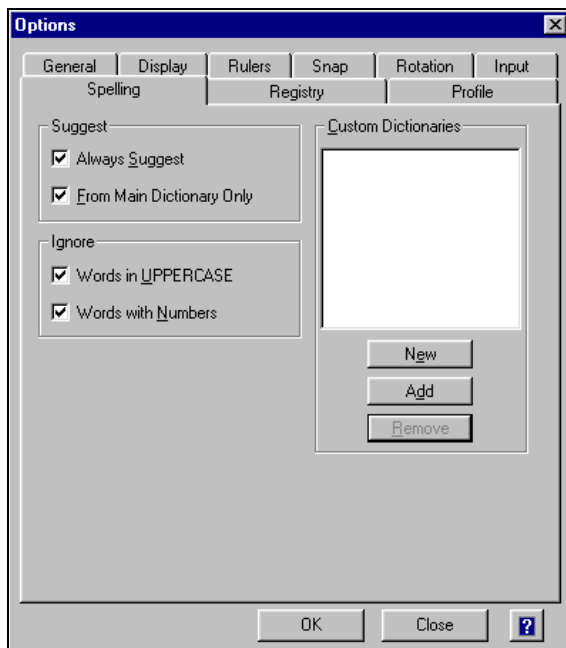 Options
General Display Rulers Snap Rotation Input
Spelling Registry Profile
Suggest
Always Suggest
From Main Dictionary Only
Ignore
Words in UPPERCASE
Words with Numbers
Custom Dictionaries
New
Add
Remove
OK Close ?